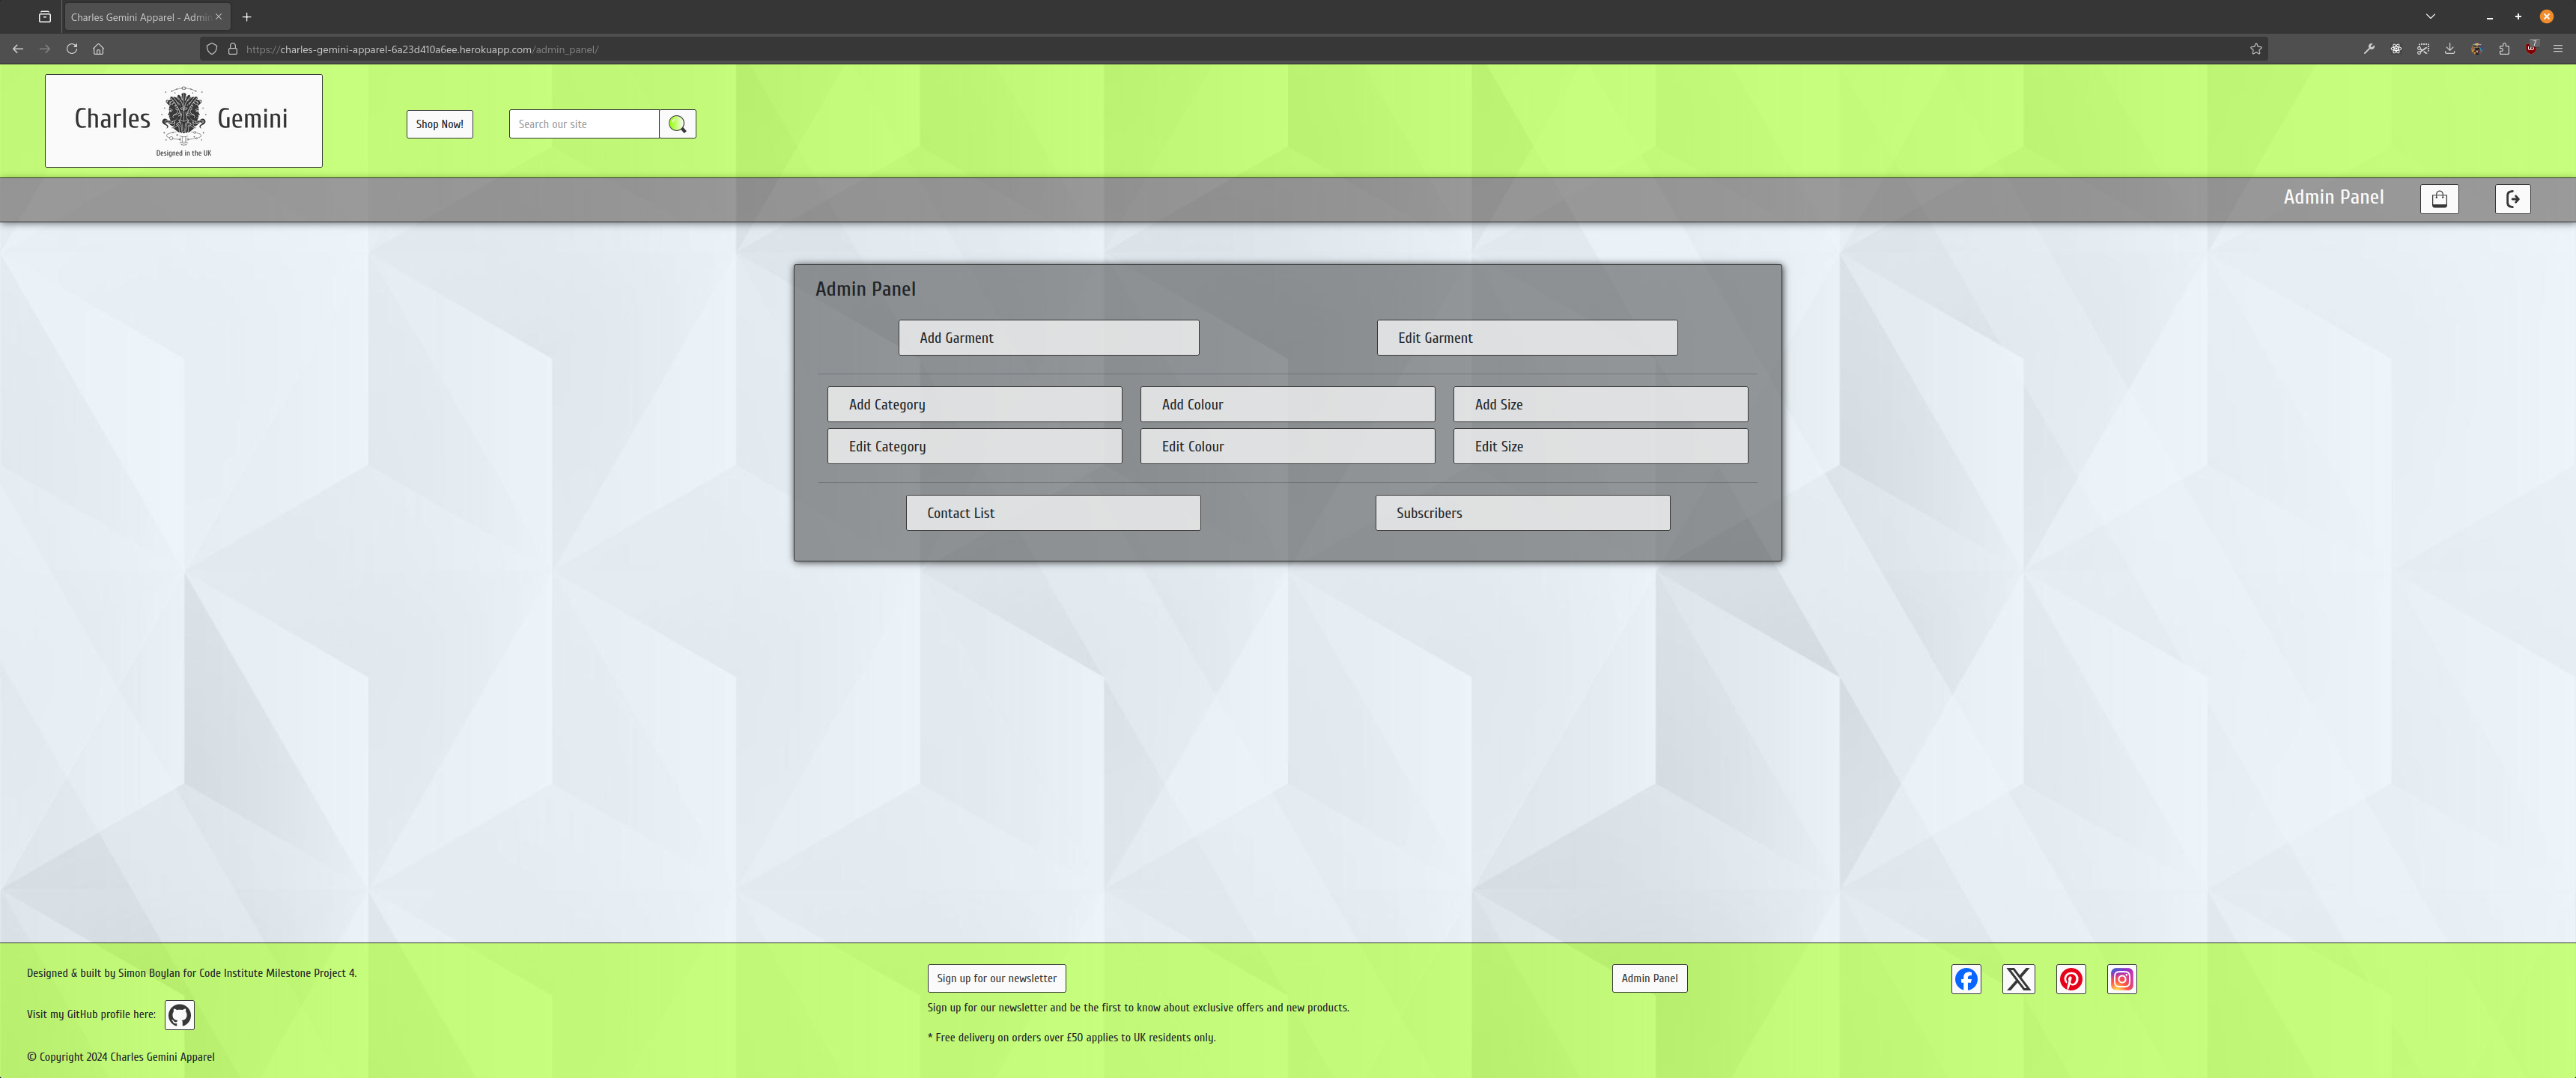 Charles Gemini Apparel - Admin
https://charles-gemini-apparel-6a23d410a6ee.herokuapp.com/admin_panel/
7
Charles Gemini
Designed in the UK
Shop Now!
Search our site
Admin Panel
Admin Panel
Add Garment
Edit Garment
Add Category
Add Colour
Add Size
Edit Category
Edit Colour
Edit Size
Contact List
Subscribers
Designed & built by Simon Boylan for Code Institute Milestone Project 4.
Visit my GitHub profile here:
© Copyright 2024 Charles Gemini Apparel
Sign up for our newsletter
Sign up for our newsletter and be the first to know about exclusive offers and new products.
* Free delivery on orders over £50 applies to UK residents only.
Admin Panel